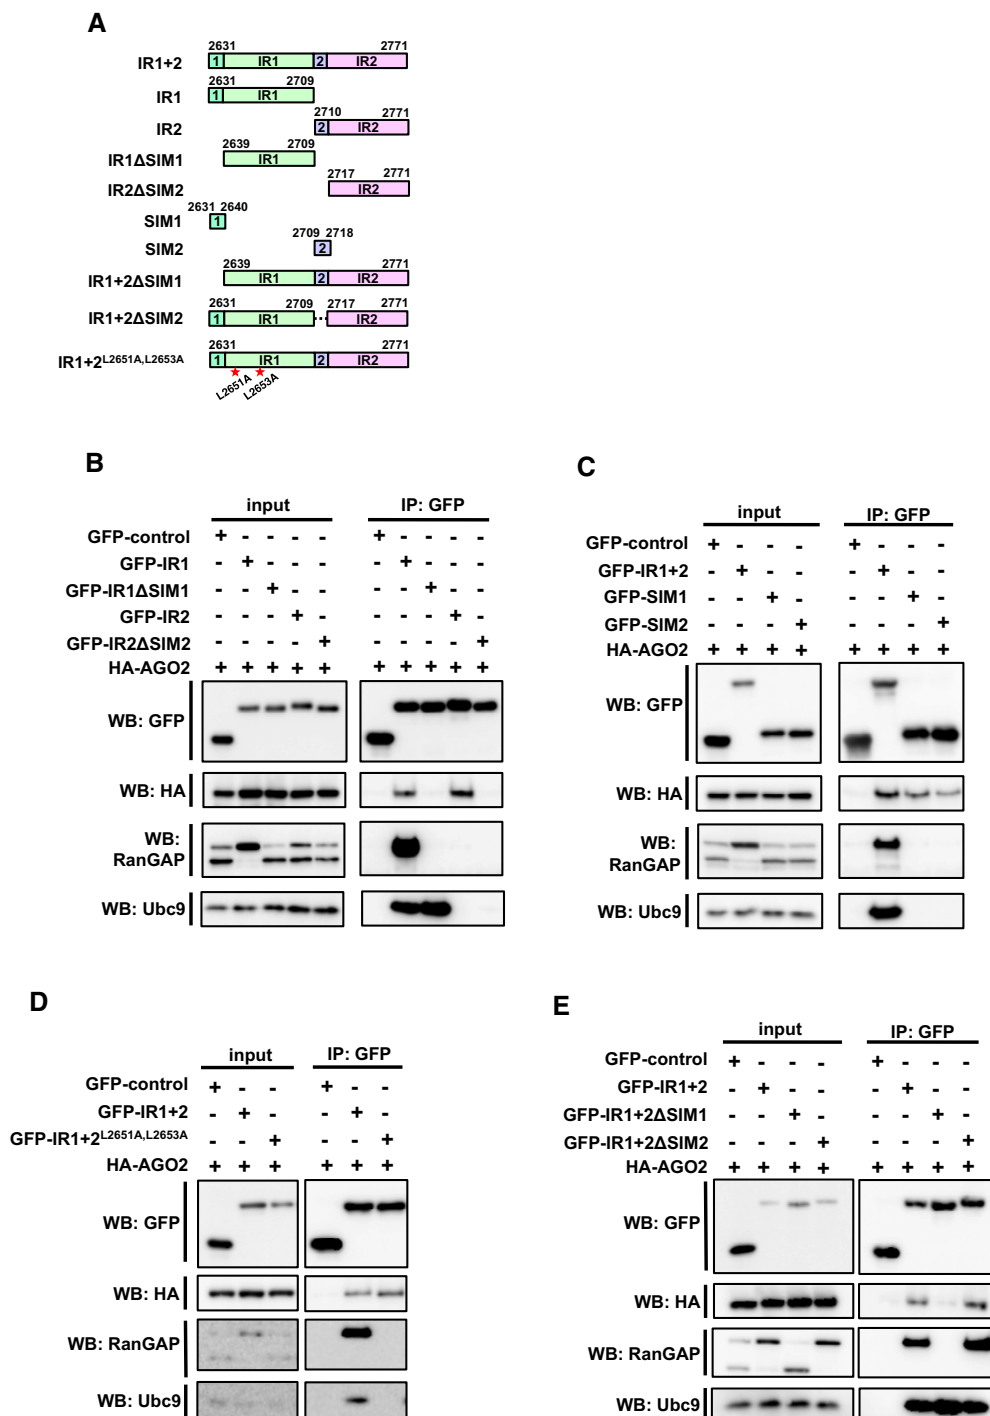 A
2631 2771
IR1+2 1 IR1 2 IR2
2631 2709
IR1 1 IR1
2710 2771
IR2 2 IR2
2639 2709
IR1ΔSIM1 IR1
2717 2771
IR2ΔSIM2 IR2
2631 2640
SIM1 1
2709 2718
SIM2 2
2639 2771
IR1+2ΔSIM1 IR1 2 IR2
2631 2709 2717 2771
IR1+2ΔSIM2 1 IR1 IR2
2631 2771
IR1+2L2651A,L2653A 1 IR1 2 IR2
L2651A L2653A
B
input IP: GFP
GFP-control + - - - - + - - - -
GFP-IR1 - + - - - - + - - -
GFP-IR1ΔSIM1 - - + - - - - + - -
GFP-IR2 - - - + - - - - + -
GFP-IR2ΔSIM2 - - - - + - - - - +
HA-AGO2 + + + + + + + + + +
WB: GFP
WB: HA
WB:
RanGAP
WB: Ubc9
C
input IP: GFP
GFP-control + - - - + - - -
GFP-IR1+2 - + - - - + - -
GFP-SIM1 - - + - - - + -
GFP-SIM2 - - - + - - - +
HA-AGO2 + + + + + + + +
WB: GFP
WB: HA
WB:
RanGAP
WB: Ubc9
D
input IP: GFP
GFP-control + - - + - -
GFP-IR1+2 - + - - + -
GFP-IR1+2L2651A,L2653A - - + - - +
HA-AGO2 + + + + + +
WB: GFP
WB: HA
WB: RanGAP
WB: Ubc9
E
input IP: GFP
GFP-control + - - - + - - -
GFP-IR1+2 - + - - - + - -
GFP-IR1+2ΔSIM1 - - + - - - + -
GFP-IR1+2ΔSIM2 - - - + - - - +
HA-AGO2 + + + + + + + +
WB: GFP
WB: HA
WB: RanGAP
WB: Ubc9